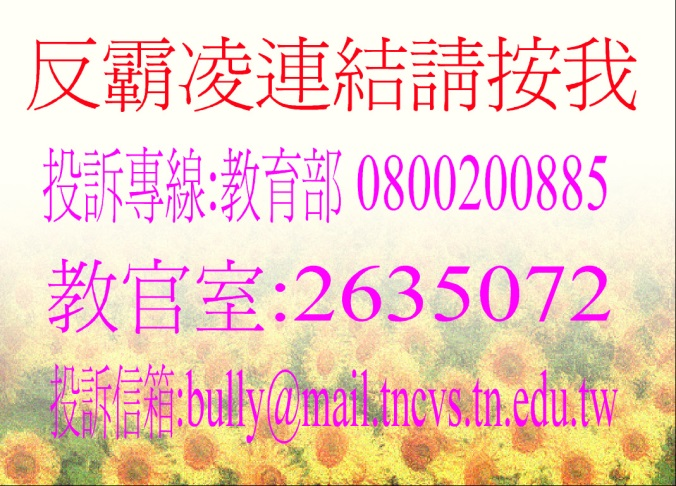 反霸凌連結請按我
投訴專線:教育部 0800200885
教官室:2635072
投訴信箱:bully@mail.tncvs.tn.edu.tw